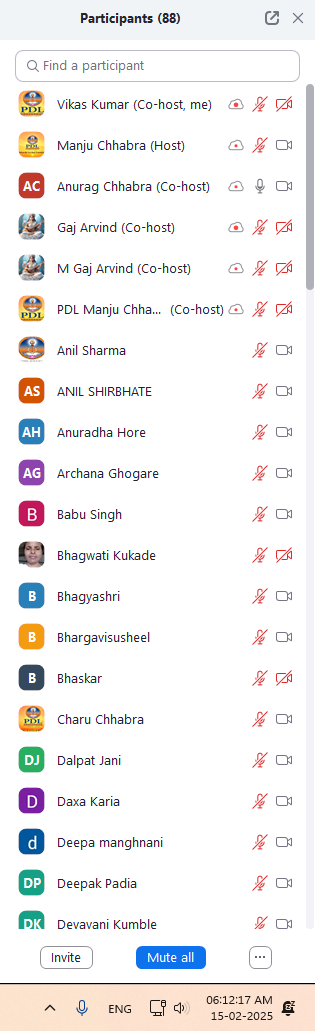 Participants (88)
Find a participant
PDL Vikas Kumar (Co-host, me)
PDL Manju Chhabra (Host)
AC Anurag Chhabra (Co-host)
Gaj Arvind (Co-host)
M Gaj Arvind (Co-host)
PDL PDL Manju Chha... (Co-host)
Anil Sharma
AS ANIL SHIRBHATE
AH Anuradha Hore
AG Archana Ghogare
B Babu Singh
Bhagwati Kukade
B Bhagyashri
B Bhargavisusheel
B Bhaskar
PDL Charu Chhabra
DJ Dalpat Jani
D Daxa Karia
d Deepa manghnani
DP Deepak Padia
DK Devavani Kumble
Invite Mute all ...
ENG 06:12:17 AM
15-02-2025